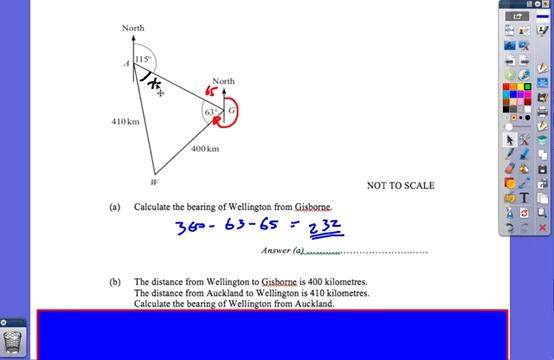 North
A
115°
x
North
65
63°
G
410 km
400 km
W
NOT TO SCALE
(a) Calculate the bearing of Wellington from Gisborne.
360 - 63 - 65 = 232
Answer (a)
(b) The distance from Wellington to Gisborne is 400 kilometres.
The distance from Auckland to Wellington is 410 kilometres.
Calculate the bearing of Wellington from Auckland.